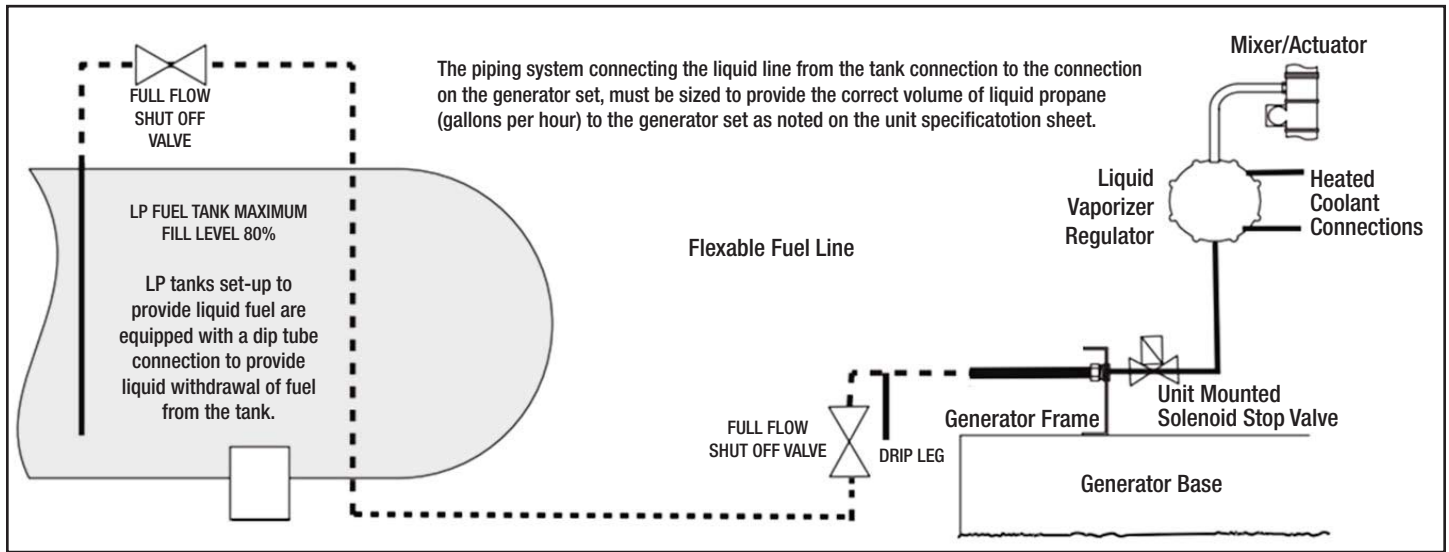 FULL FLOW
SHUT OFF
VALVE
The piping system connecting the liquid line from the tank connection to the connection
on the generator set, must be sized to provide the correct volume of liquid propane
(gallons per hour) to the generator set as noted on the unit specificatotion sheet.
Mixer/Actuator
LP FUEL TANK MAXIMUM
FILL LEVEL 80%
LP tanks set-up to
provide liquid fuel are
equipped with a dip tube
connection to provide
liquid withdrawal of fuel
from the tank.
Flexable Fuel Line
Liquid
Vaporizer
Regulator
Heated
Coolant
Connections
FULL FLOW
SHUT OFF VALVE
DRIP LEG
Generator Frame
Unit Mounted
Solenoid Stop Valve
Generator Base